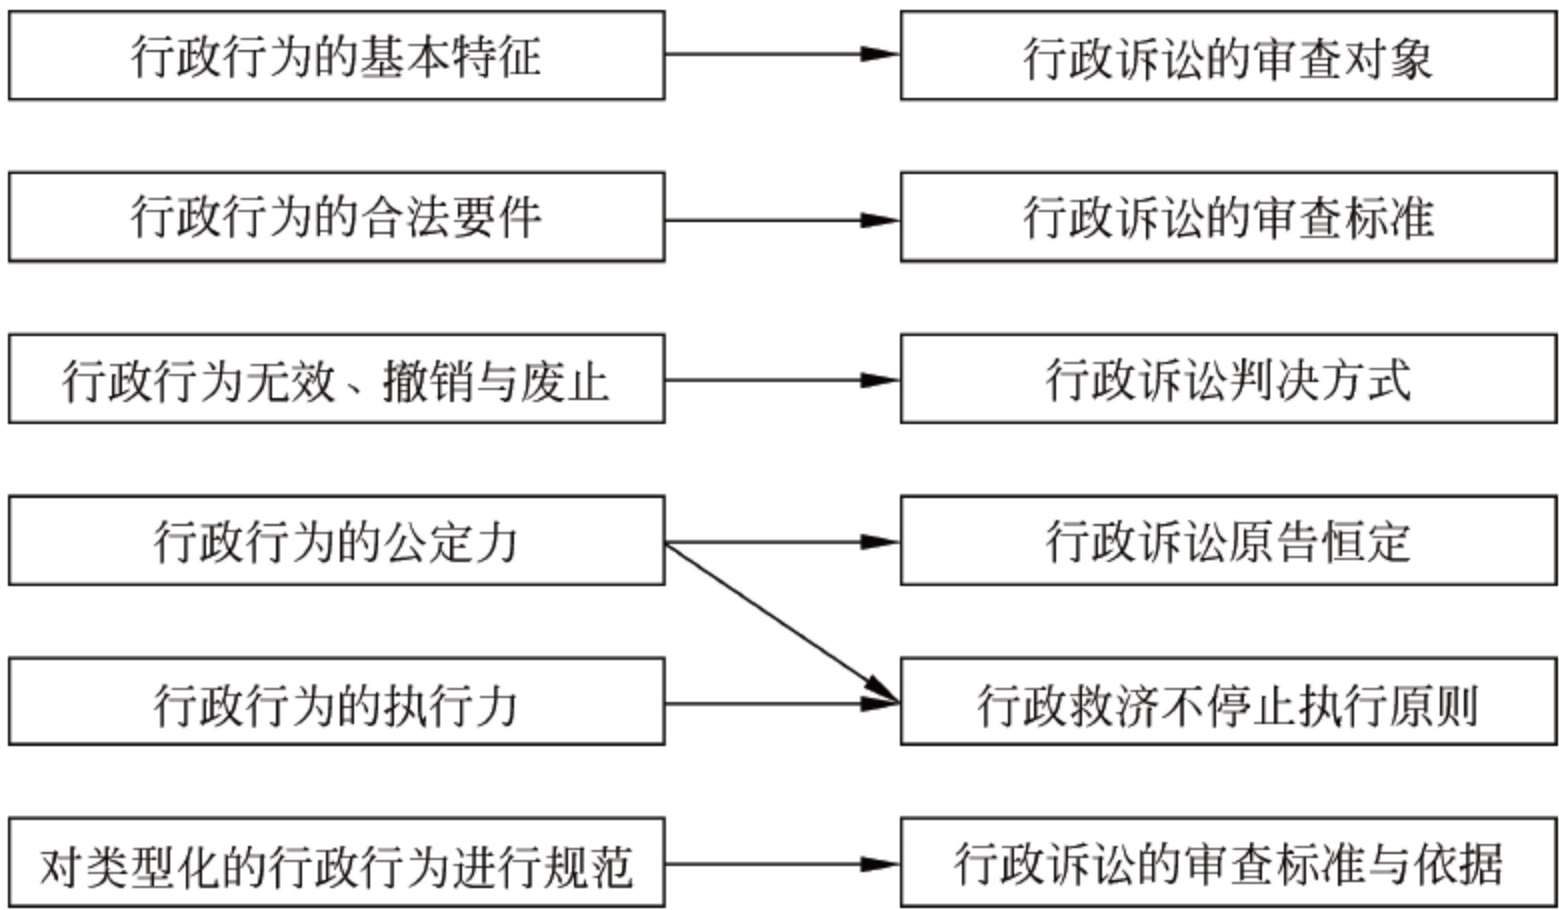 行政行为的基本特征
行政诉讼的审查对象
行政行为的合法要件
行政诉讼的审查标准
行政行为无效、撤销与废止
行政诉讼判决方式
行政行为的公定力
行政诉讼原告恒定
行政行为的执行力
行政救济不停止执行原则
对类型化的行政行为进行规范
行政诉讼的审查标准与依据